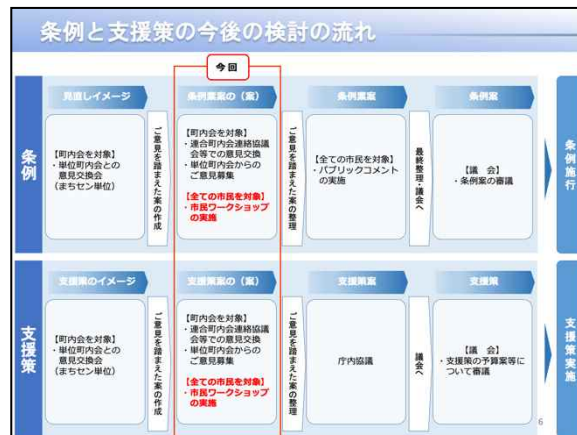 条例と支援策の今後の検討の流れ
今回
条例
見直しイメージ
【町内会を対象】
・単位町内会との
意見交換会
(まちセン単位)
ご意見を踏まえた案の作成
条例素案の(案)
【町内会を対象】
・連合町内会連絡協議
会等での意見交換
・単位町内会からの
ご意見募集
【全ての市民を対象】
・市民ワークショップ
の実施
ご意見を踏まえた案の整理
条例素案
【全ての市民を対象】
・パブリックコメント
の実施
最終整理・議会へ
条例案
【議 会】
・条例案の審議
条例施行
支援策
支援策のイメージ
【町内会を対象】
・単位町内会との
意見交換会
(まちセン単位)
ご意見を踏まえた案の作成
支援策素案の(案)
【町内会を対象】
・連合町内会連絡協議
会等での意見交換
・単位町内会からの
ご意見募集
【全ての市民を対象】
・市民ワークショップ
の実施
ご意見を踏まえた案の整理
支援策案
庁内協議
議会へ
支援策
【議 会】
・支援策の予算案等に
ついて審議
支援策実施
6